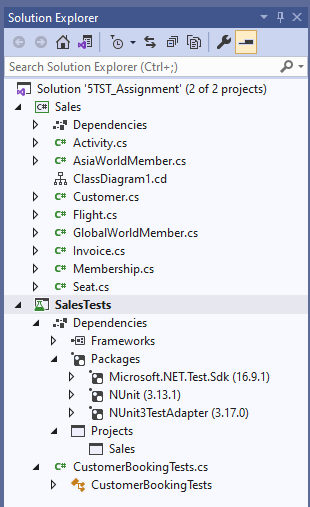 Solution Explorer
Search Solution Explorer (Ctrl+;)
Solution '5TST_Assignment' (2 of 2 projects)
Sales
Dependencies
Activity.cs
AsiaWorldMember.cs
ClassDiagram1.cd
Customer.cs
Flight.cs
GlobalWorldMember.cs
Invoice.cs
Membership.cs
Seat.cs
SalesTests
Dependencies
Frameworks
Packages
Microsoft.NET.Test.Sdk (16.9.1)
NUnit (3.13.1)
NUnit3TestAdapter (3.17.0)
Projects
Sales
CustomerBookingTests.cs
CustomerBookingTests